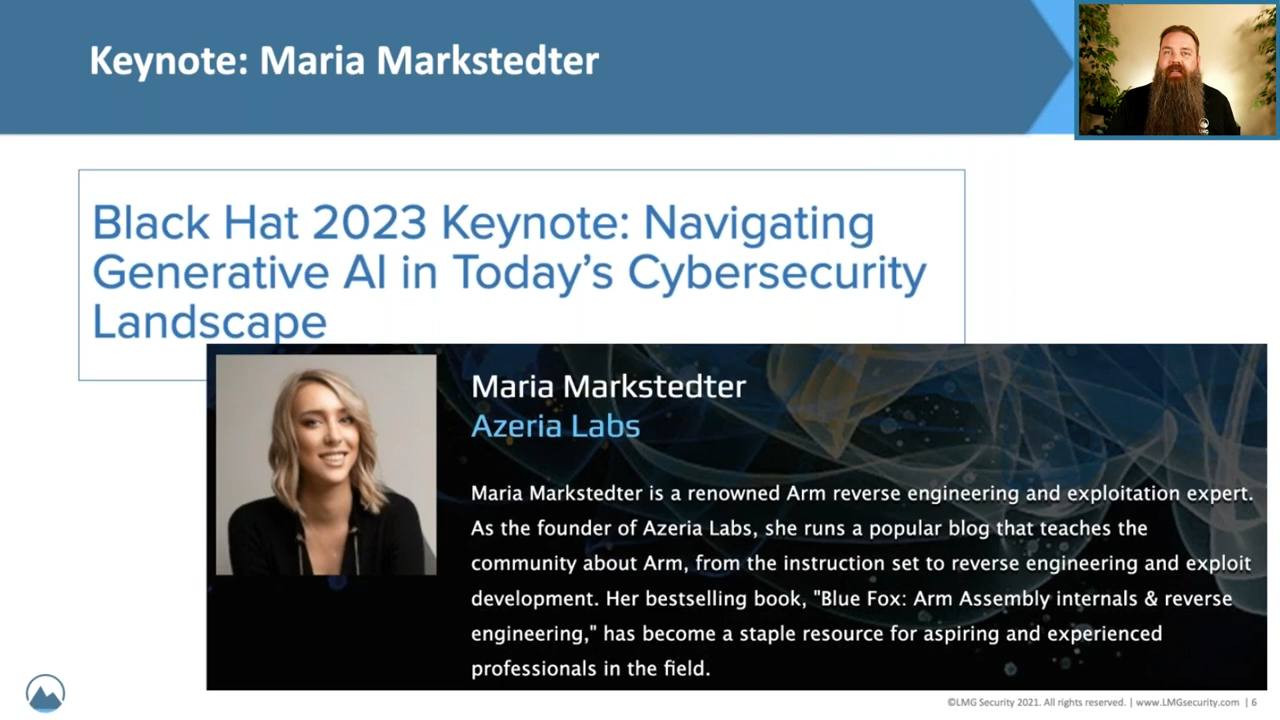 Keynote: Maria Markstedter
LMG
Black Hat 2023 Keynote: Navigating
Generative AI in Today's Cybersecurity
Landscape
Maria Markstedter
Azeria Labs
Maria Markstedter is a renowned Arm reverse engineering and exploitation expert.
As the founder of Azeria Labs, she runs a popular blog that teaches the
community about Arm, from the instruction set to reverse engineering and exploit
development. Her bestselling book, "Blue Fox: Arm Assembly internals & reverse
engineering," has become a staple resource for aspiring and experienced
professionals in the field.
©LMG Security 2021. All rights reserved. | www.LMGsecurity.com | 6